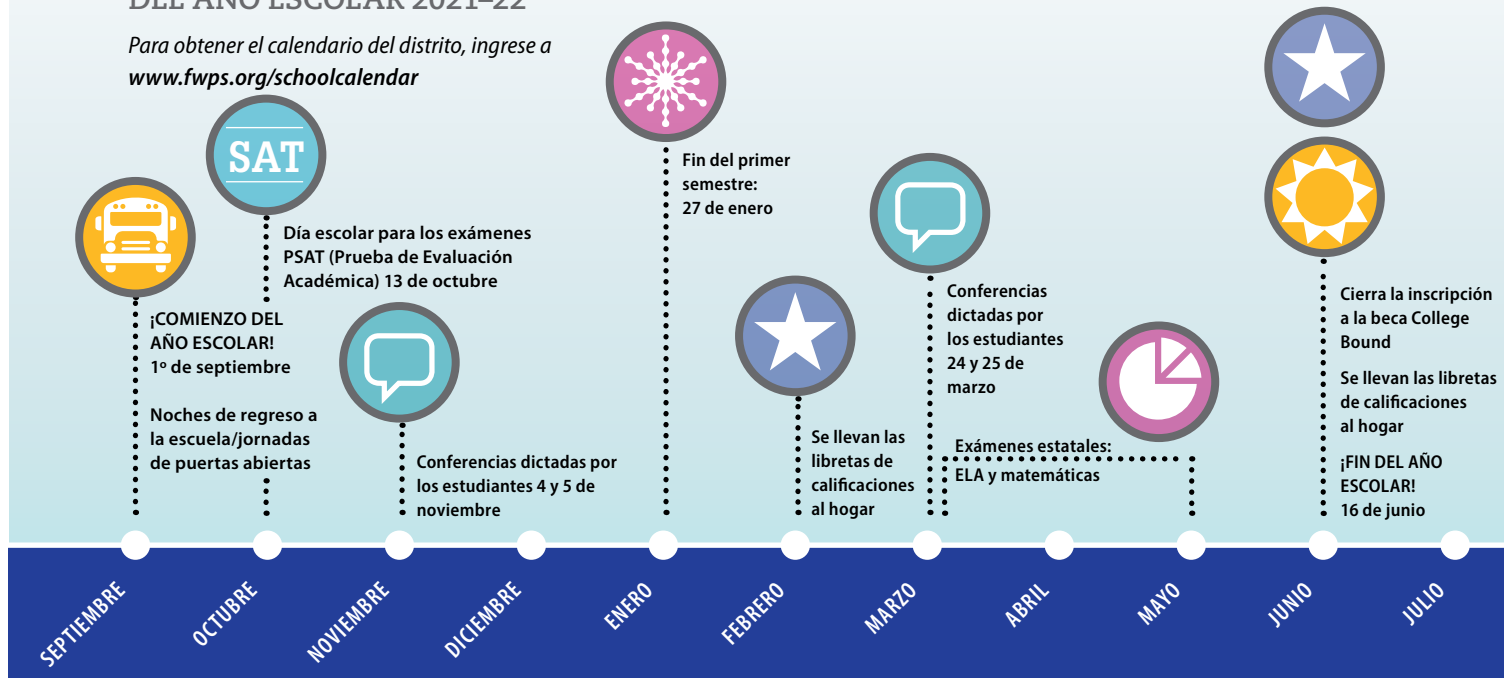 DEL AÑO ESCOLAR 2021–22
Para obtener el calendario del distrito, ingrese a
www.fwps.org/schoolcalendar
SAT
¡COMIENZO DEL
AÑO ESCOLAR!
1º de septiembre
Noches de regreso a
la escuela/jornadas
de puertas abiertas
Día escolar para los exámenes
PSAT (Prueba de Evaluación
Académica) 13 de octubre
Conferencias dictadas por
los estudiantes 4 y 5 de
noviembre
Fin del primer
semestre:
27 de enero
Se llevan las
libretas de
calificaciones
al hogar
Conferencias
dictadas por
los estudiantes
24 y 25 de
marzo
Exámenes estatales:
ELA y matemáticas
Cierra la inscripción
a la beca College
Bound
Se llevan las libretas
de calificaciones
al hogar
¡FIN DEL AÑO
ESCOLAR!
16 de junio
SEPTIEMBRE
OCTUBRE
NOVIEMBRE
DICIEMBRE
ENERO
FEBRERO
MARZO
ABRIL
MAYO
JUNIO
JULIO